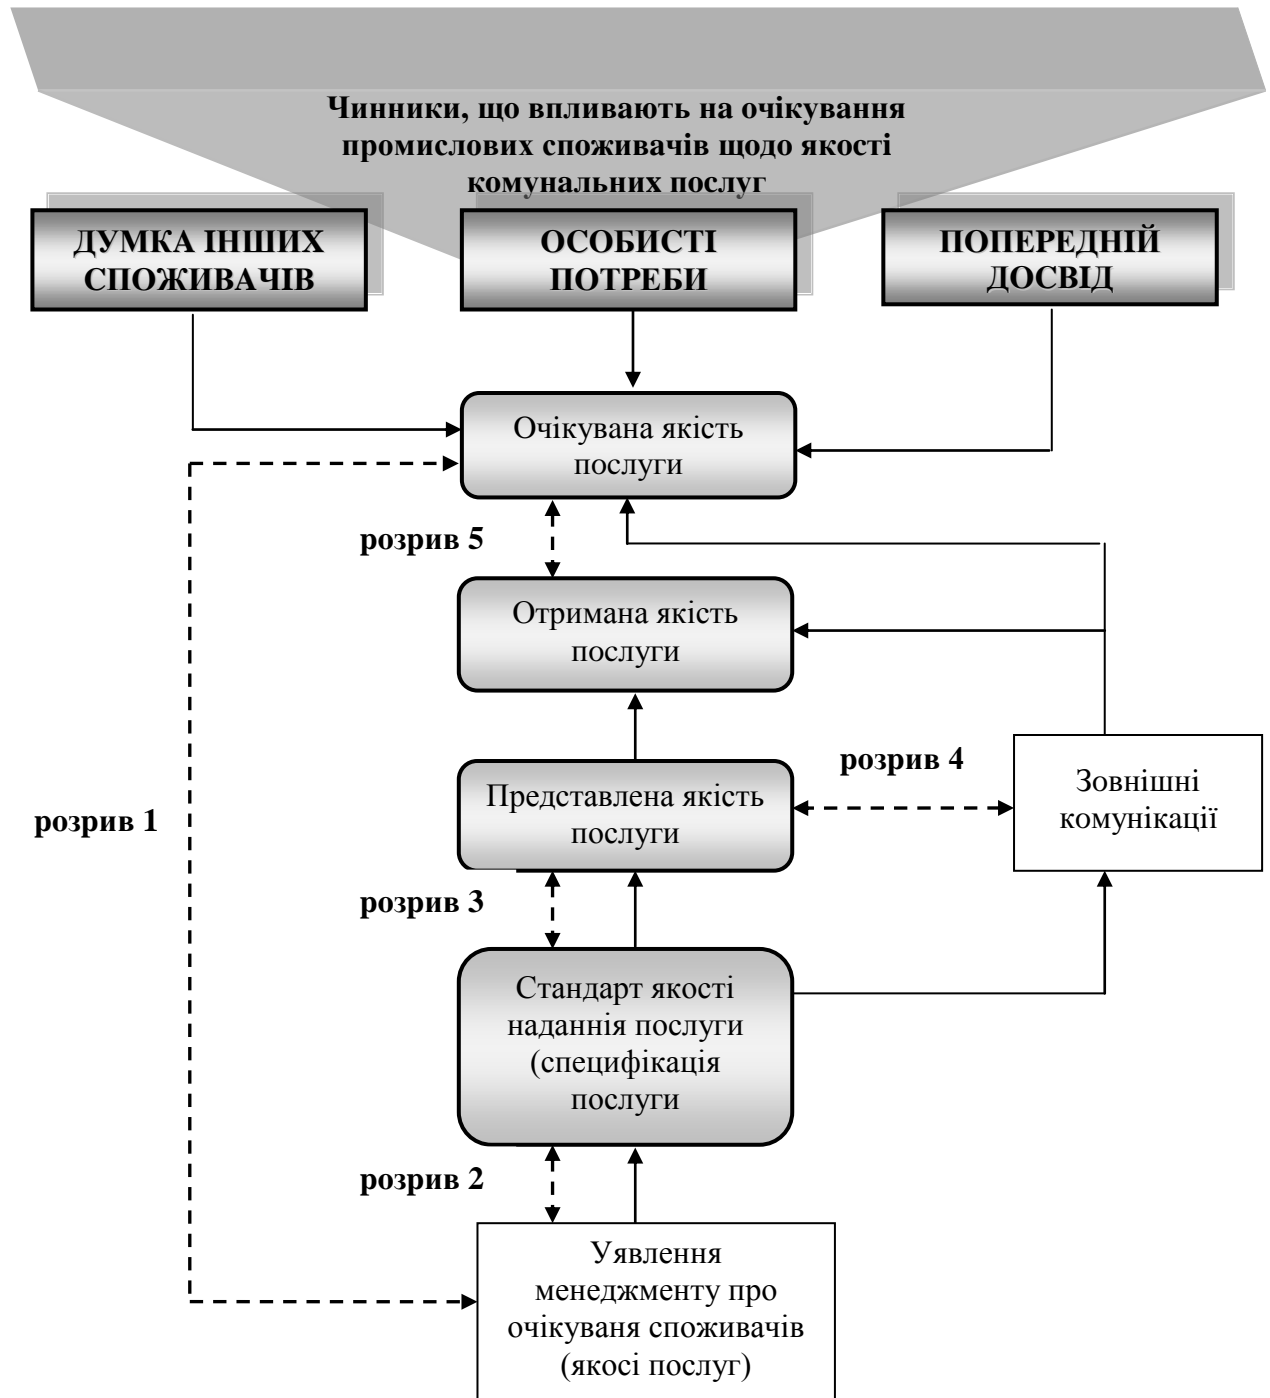 Чинники, що впливають на очікування
промислових споживачів щодо якості
комунальних послуг
ДУМКА ІНШИХ
СПОЖИВАЧІВ
ОСОБИСТІ
ПОТРЕБИ
ПОПЕРЕДНІЙ
ДОСВІД
Очікувана якість
послуги
розрив 5
Отримана якість
послуги
розрив 4
Представлена якість
послуги
Зовнішні
комунікації
розрив 1
розрив 3
Стандарт якості
наданнія послуги
(специфікація
послуги
розрив 2
Уявлення
менеджменту про
очікуваня споживачів
(якосі послуг)